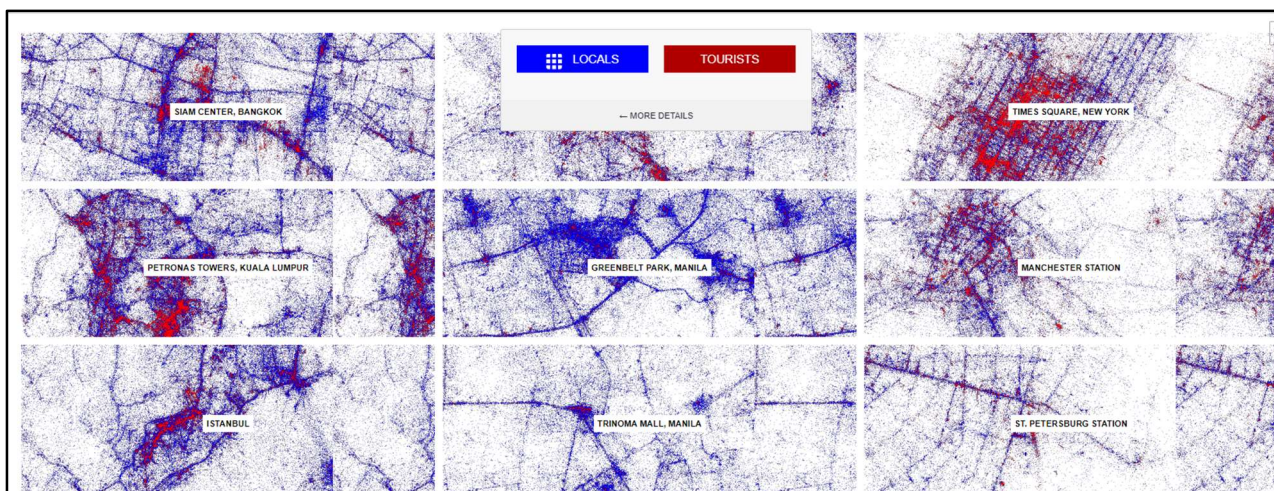 LOCALS
TOURISTS
← MORE DETAILS
SIAM CENTER, BANGKOK
TIMES SQUARE, NEW YORK
PETRONAS TOWERS, KUALA LUMPUR
GREENBELT PARK, MANILA
MANCHESTER STATION
ISTANBUL
TRINOMA MALL, MANILA
ST. PETERSBURG STATION